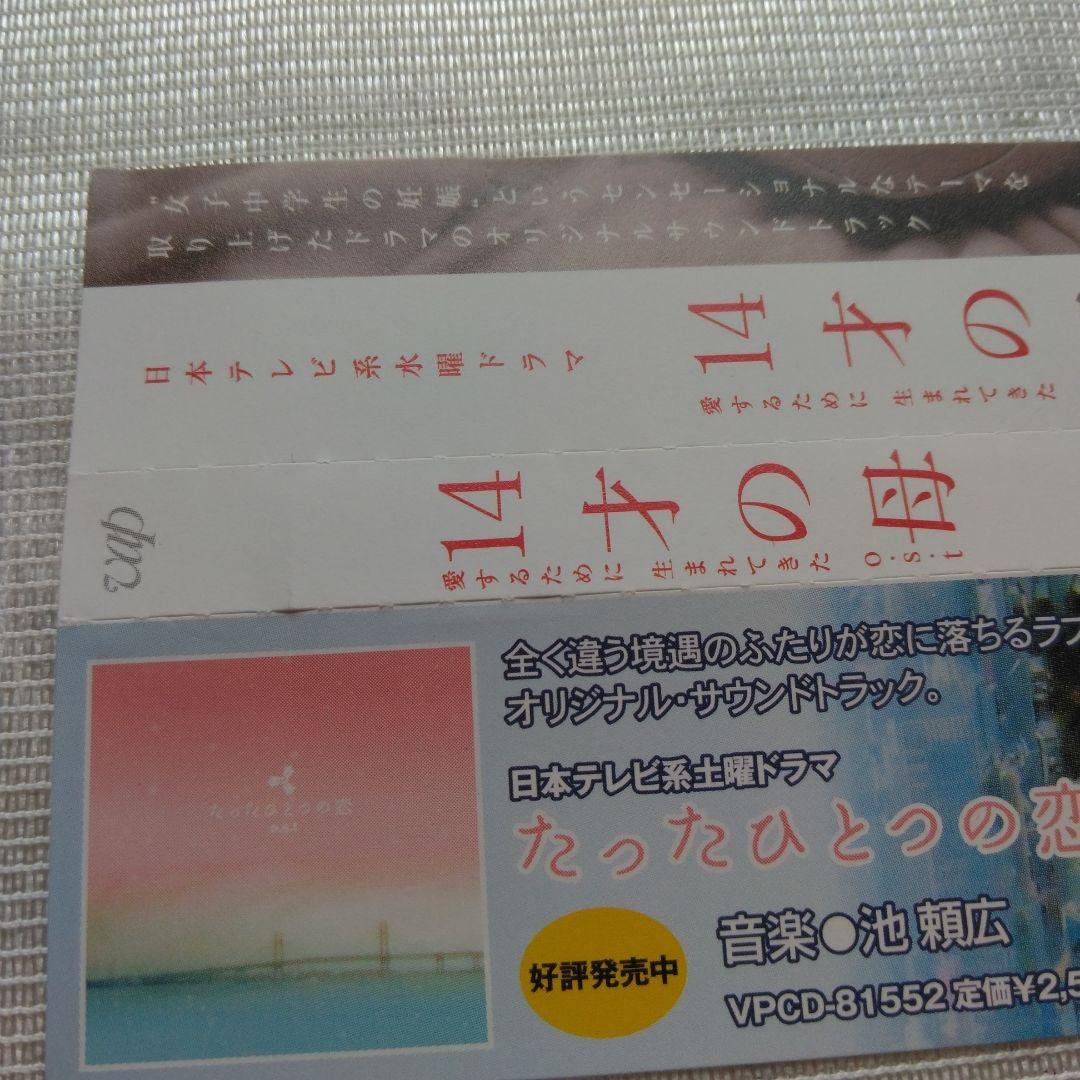 "女子中学生の妊娠"というセンセーショナルなテーマを
取り上げたドラマのオリジナルサウンドトラック
日本テレビ系水曜ドラマ
14才の
愛するために 生まれてきた
vap
14才の母
愛するために 生まれてきた
o.s.t
全く違う境遇のふたりが恋に落ちるラブ
オリジナル・サウンドトラック。
日本テレビ系土曜ドラマ
たったひとつの恋
たったひとつの恋
o.s.t
好評発売中
音楽●池 頼広
VPCD-81552 定価¥2,5